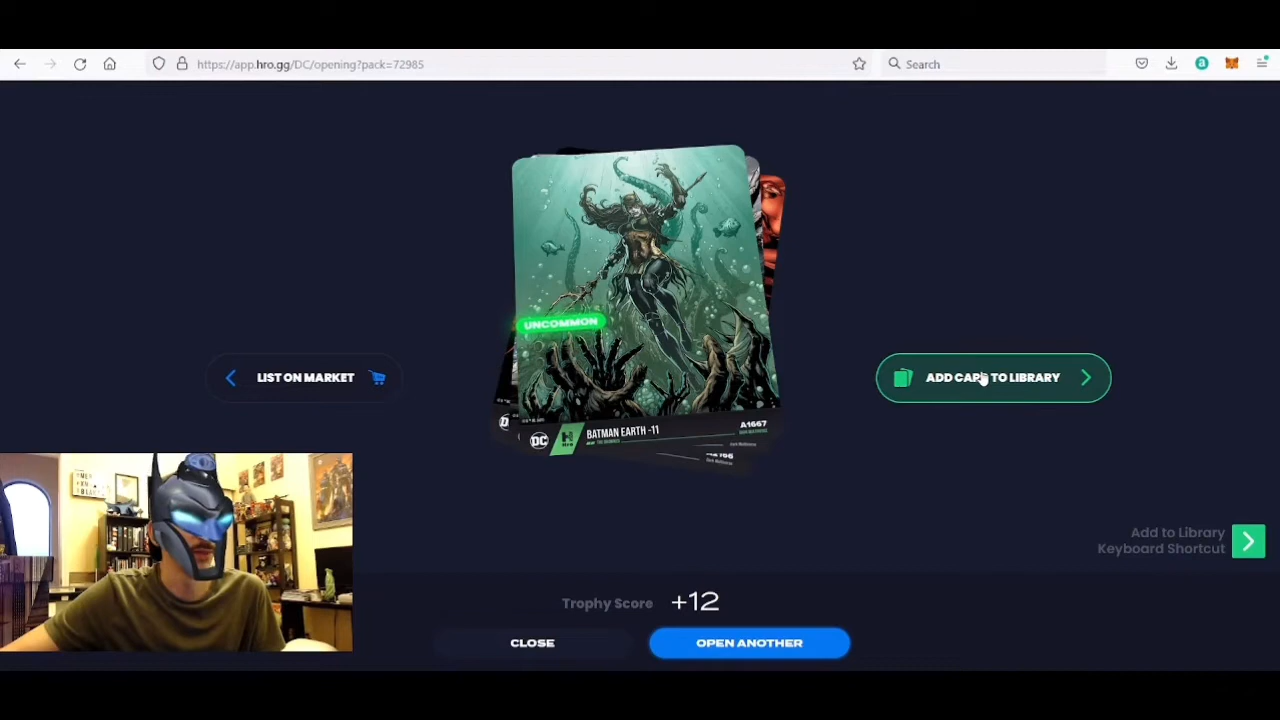 https://app.hro.gg/DC/opening?pack=72985
Search
UNCOMMON
LIST ON MARKET
ADD CARD TO LIBRARY
DC
Hro
BATMAN EARTH -11
A1667
Add to Library
Keyboard Shortcut
Trophy Score +12
CLOSE
OPEN ANOTHER